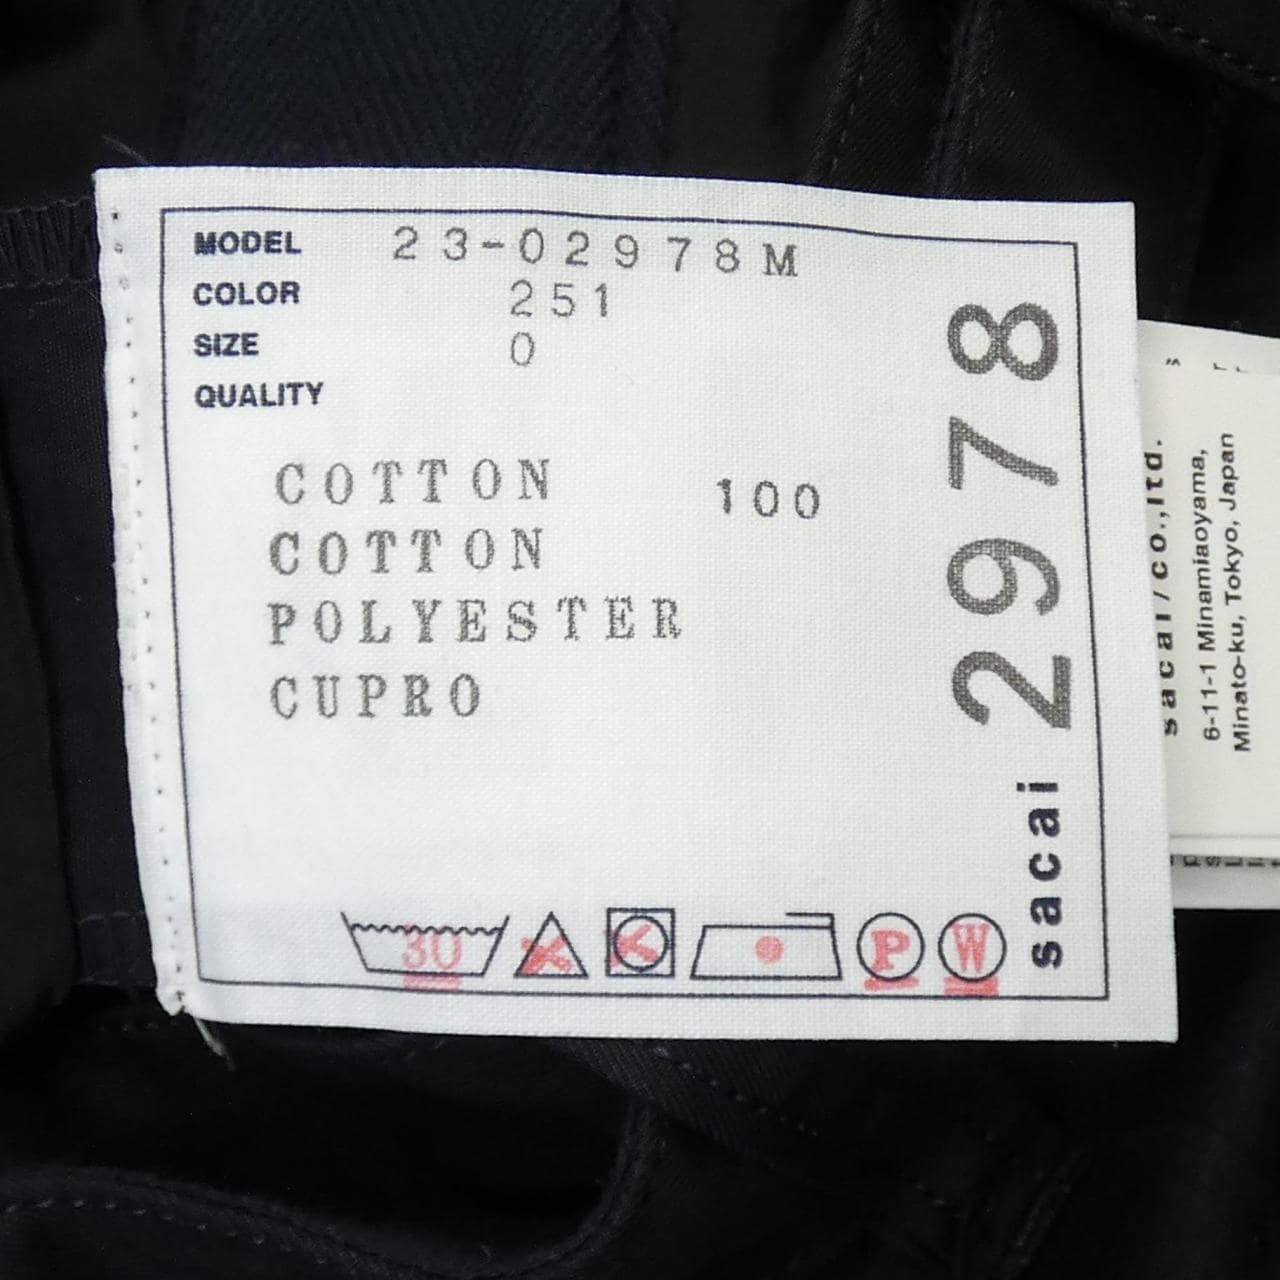 MODEL 23-02978M
COLOR 251
SIZE 0
QUALITY
COTTON 100
COTTON
POLYESTER
CUPRO
30
P
W
sacai 2978
sacai/co.,ltd.
6-11-1 Minamiaoyama,
Minato-ku, Tokyo, Japan